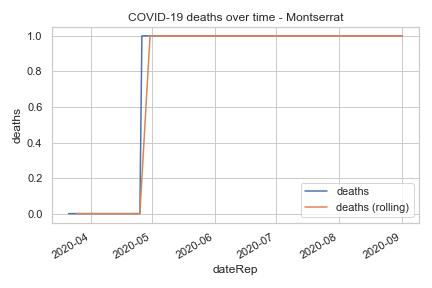 COVID-19 deaths over time - Montserrat
1.0
0.8
0.6
0.4
0.2
0.0
deaths
deaths
deaths (rolling)
2020-04
2020-05
2020-06
2020-07
2020-08
2020-09
dateRep